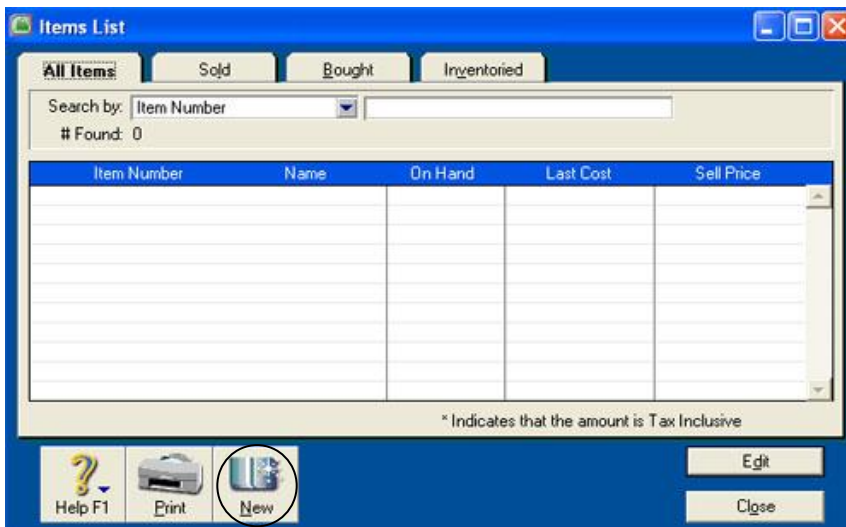 Items List
All Items Sold Bought Inventoried
Search by: Item Number
# Found: 0
Item Number Name On Hand Last Cost Sell Price
* Indicates that the amount is Tax Inclusive
Edit
Help F1 Print New
Close